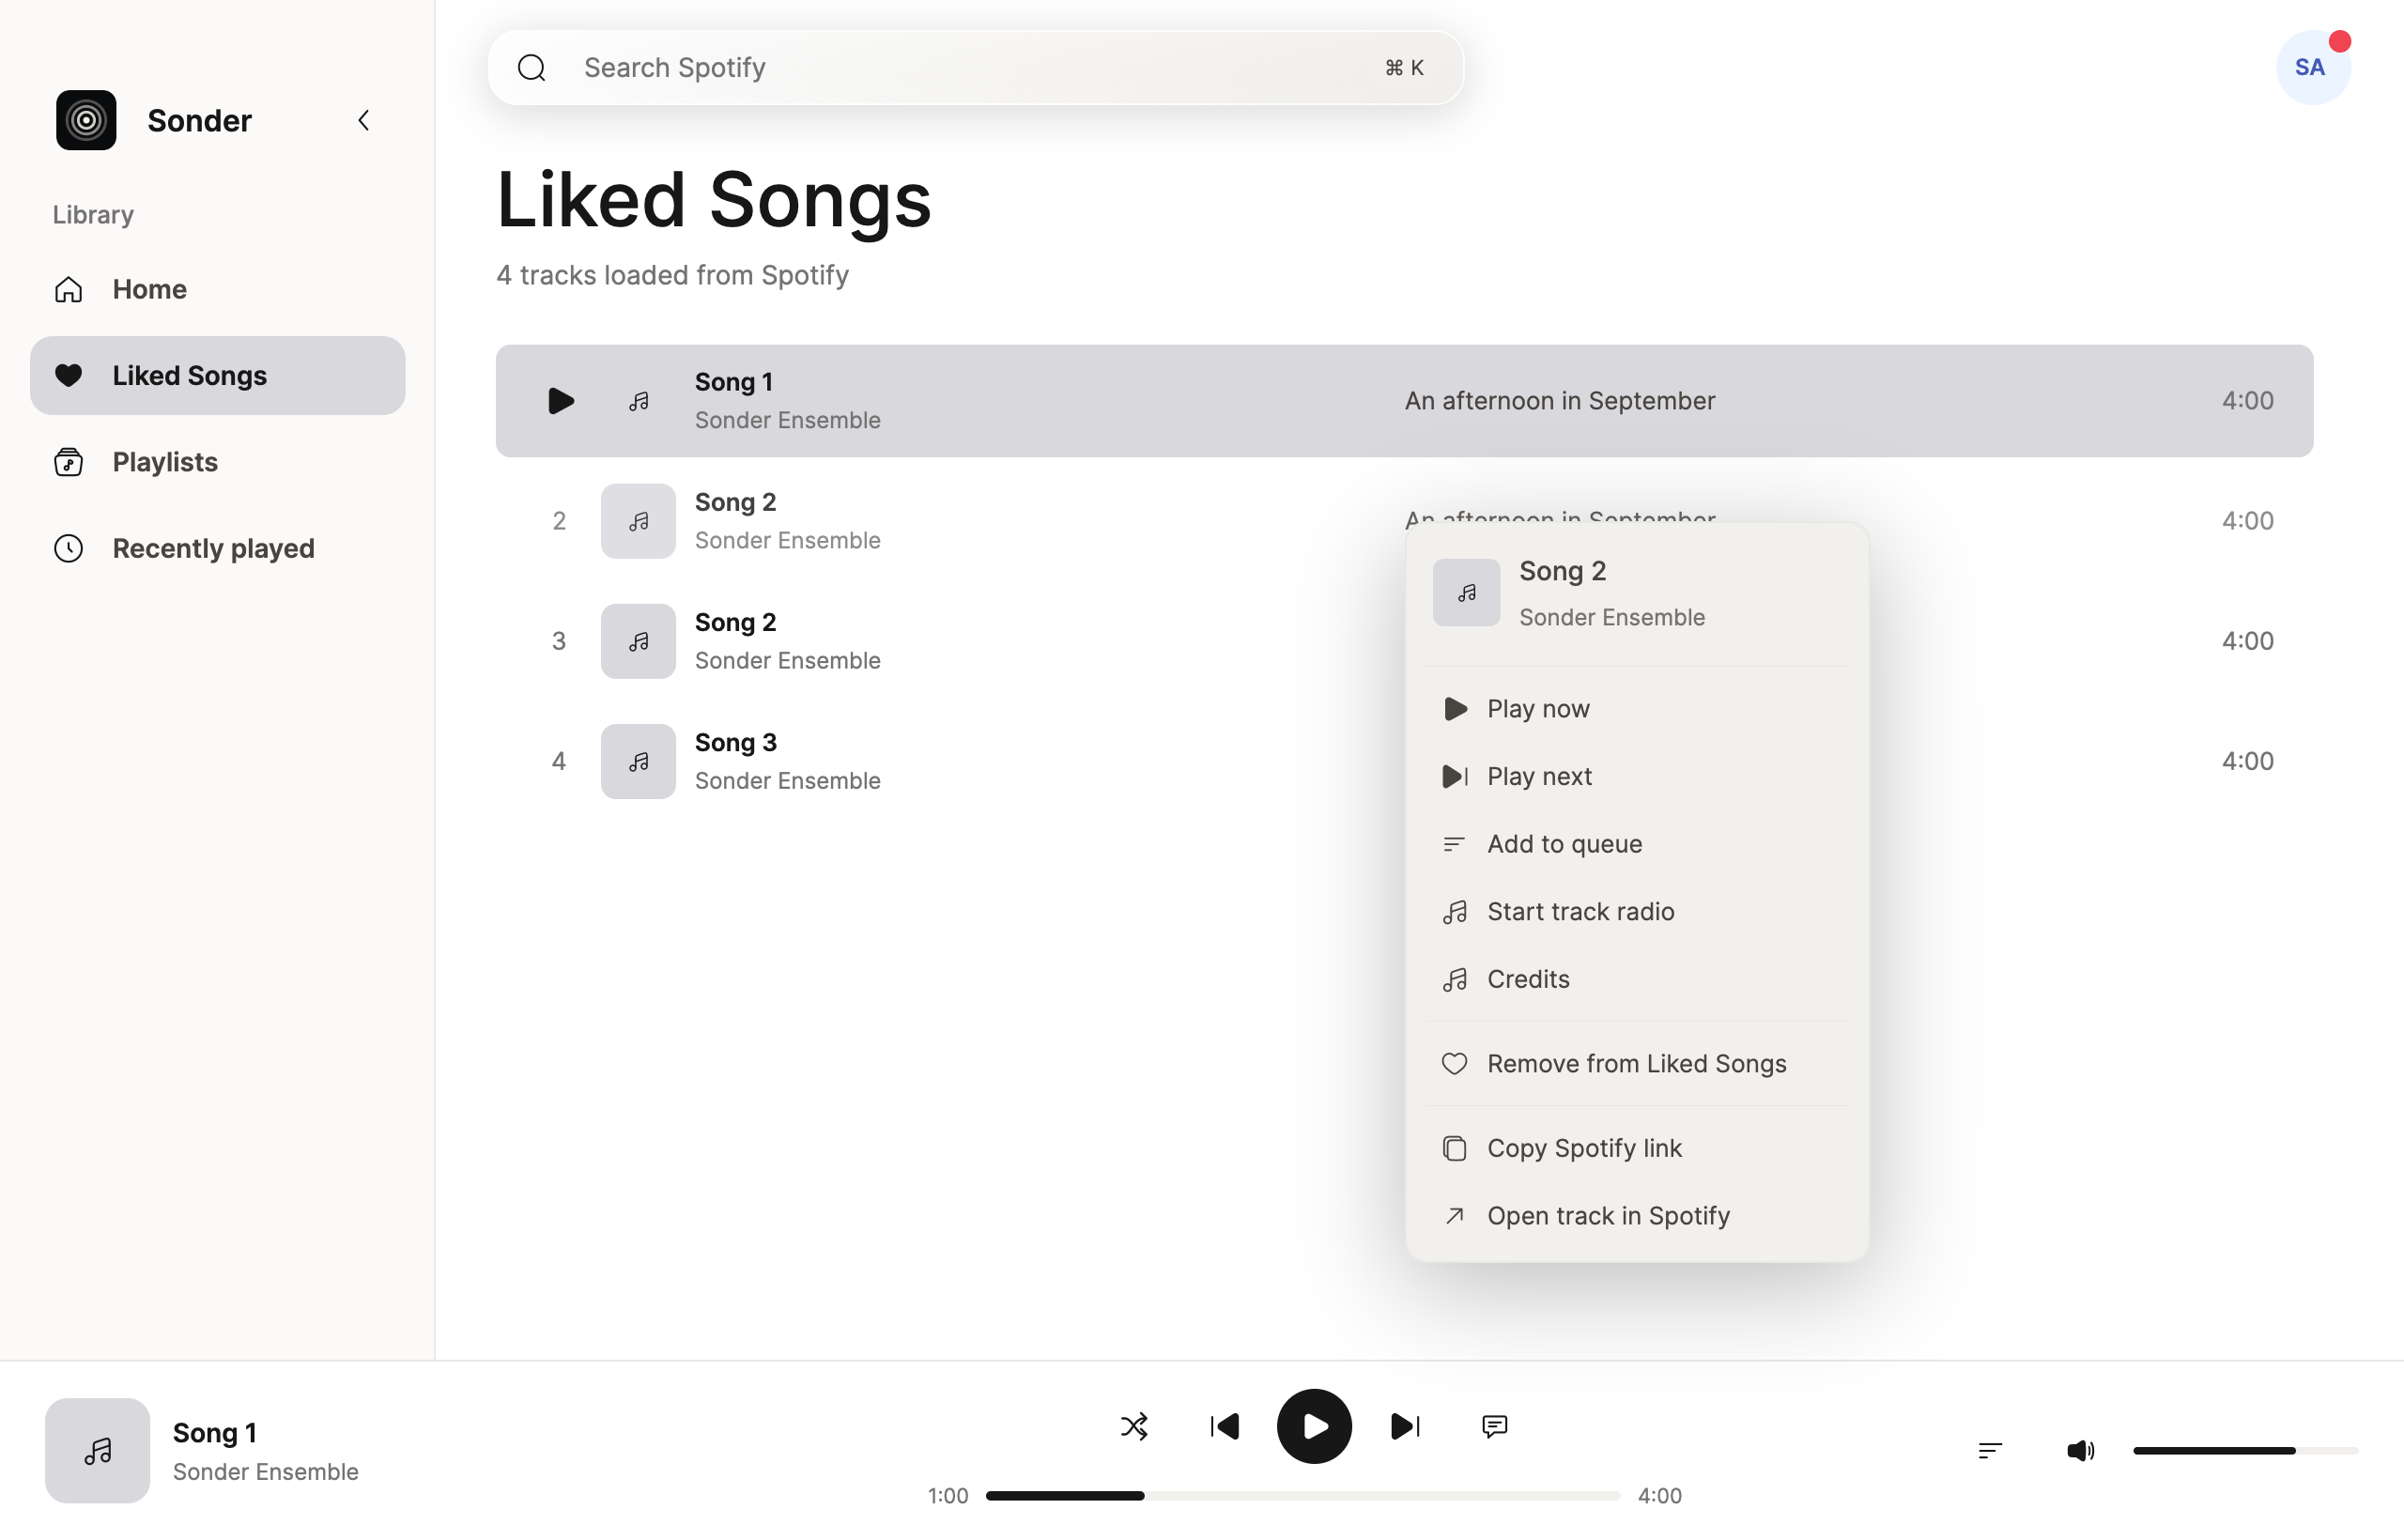 Search Spotify
⌘ K
SA
Sonder
Library
Home
Liked Songs
Playlists
Recently played
Liked Songs
4 tracks loaded from Spotify
Song 1
Sonder Ensemble
An afternoon in September
4:00
2
Song 2
Sonder Ensemble
An afternoon in September
4:00
3
Song 2
Sonder Ensemble
4:00
4
Song 3
Sonder Ensemble
4:00
Song 2
Sonder Ensemble
Play now
Play next
Add to queue
Start track radio
Credits
Remove from Liked Songs
Copy Spotify link
Open track in Spotify
Song 1
Sonder Ensemble
1:00
4:00